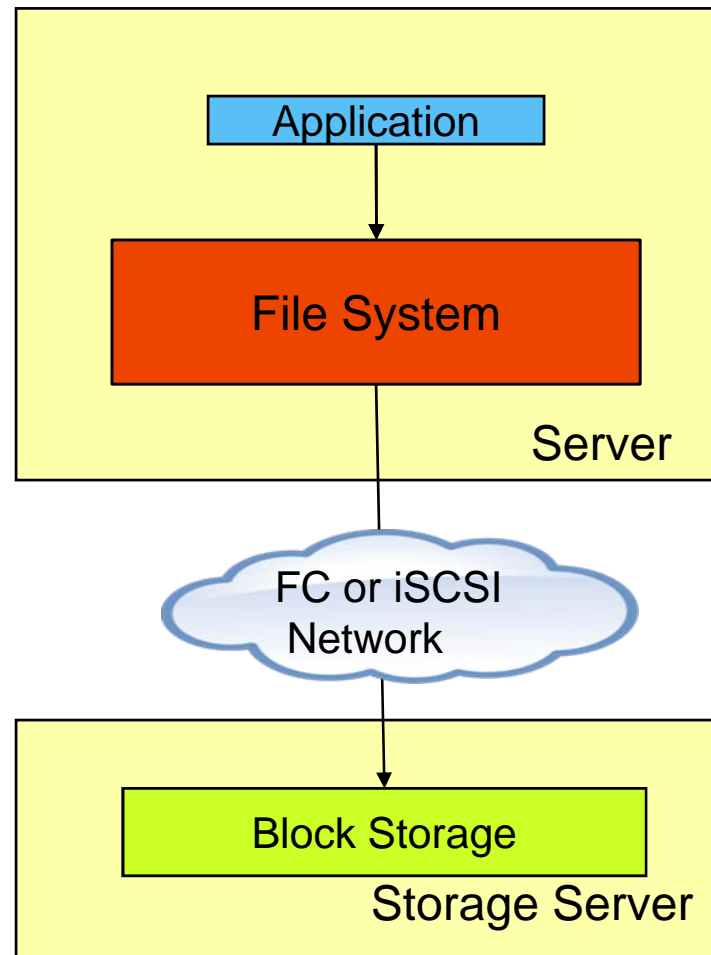 Application
File System
Server
FC or iSCSI
Network
Block Storage
Storage Server